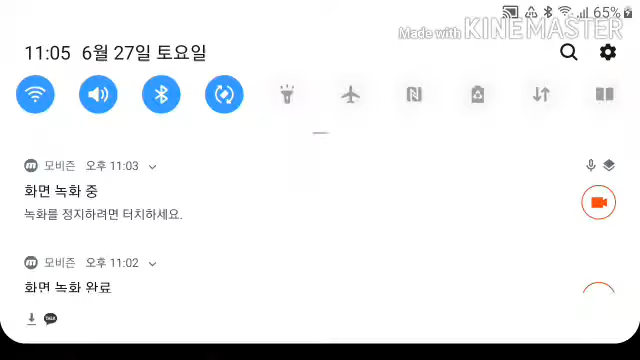 65%
Made with KINEMASTER
11:05 6월 27일 토요일
모비즌 오후 11:03
화면 녹화 중
녹화를 정지하려면 터치하세요.
모비즌 오후 11:02
화면 녹화 완료
TALK